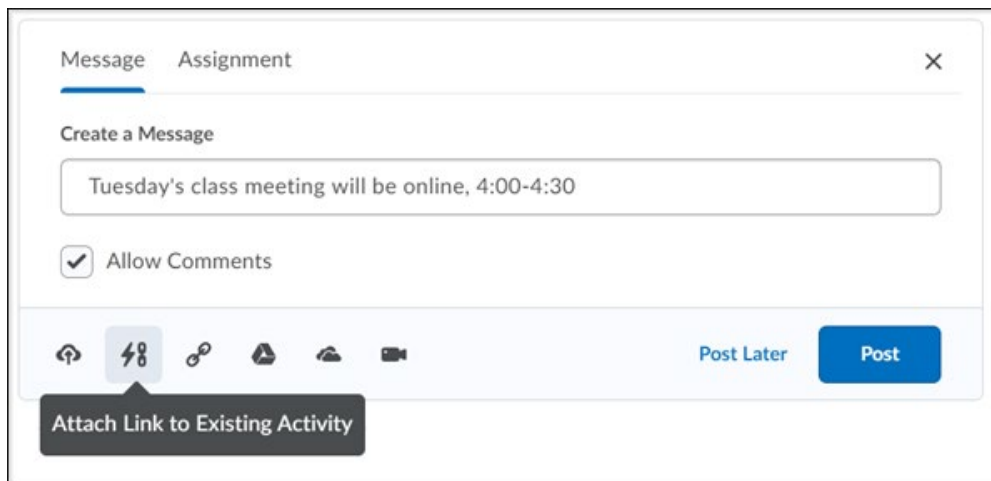 Message Assignment
Create a Message
Tuesday's class meeting will be online, 4:00-4:30
Allow Comments
Post Later Post
Attach Link to Existing Activity